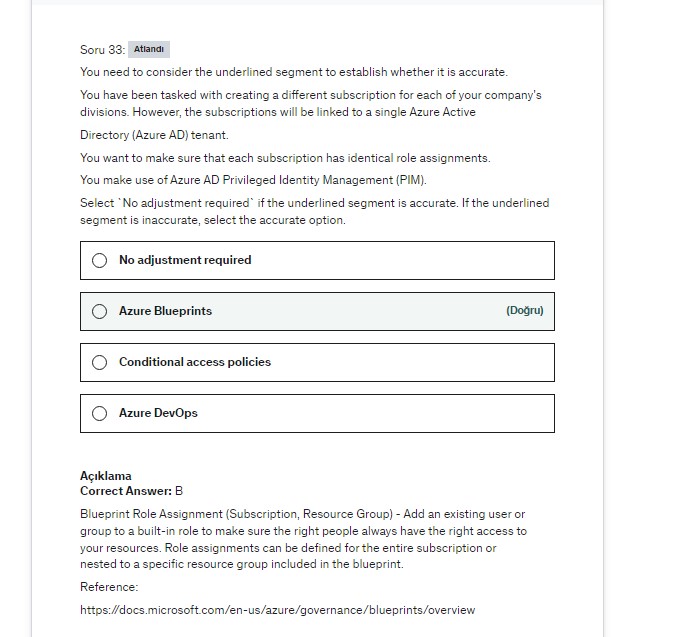 Soru 33: Atlandı
You need to consider the underlined segment to establish whether it is accurate.
You have been tasked with creating a different subscription for each of your company's
divisions. However, the subscriptions will be linked to a single Azure Active
Directory (Azure AD) tenant.
You want to make sure that each subscription has identical role assignments.
You make use of Azure AD Privileged Identity Management (PIM).
Select `No adjustment required` if the underlined segment is accurate. If the underlined
segment is inaccurate, select the accurate option.
No adjustment required
Azure Blueprints (Doğru)
Conditional access policies
Azure DevOps
Açıklama
Correct Answer: B
Blueprint Role Assignment (Subscription, Resource Group) - Add an existing user or
group to a built-in role to make sure the right people always have the right access to
your resources. Role assignments can be defined for the entire subscription or
nested to a specific resource group included in the blueprint.
Reference:
https://docs.microsoft.com/en-us/azure/governance/blueprints/overview